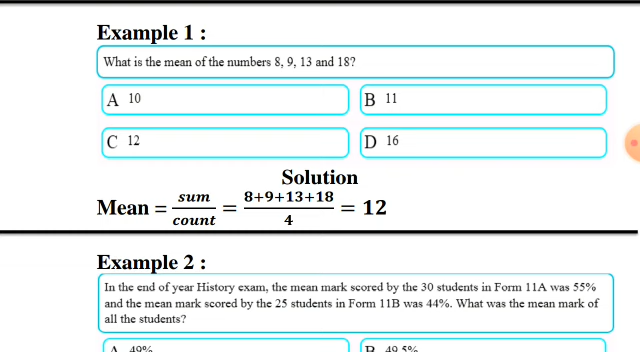 Example 1 :
What is the mean of the numbers 8, 9, 13 and 18?
A 10
B 11
C 12
D 16
Solution
Mean = sum/count = 8+9+13+18/4 = 12
Example 2 :
In the end of year History exam, the mean mark scored by the 30 students in Form 11A was 55%
and the mean mark scored by the 25 students in Form 11B was 44%. What was the mean mark of
all the students?
A 49%
B 49.5%